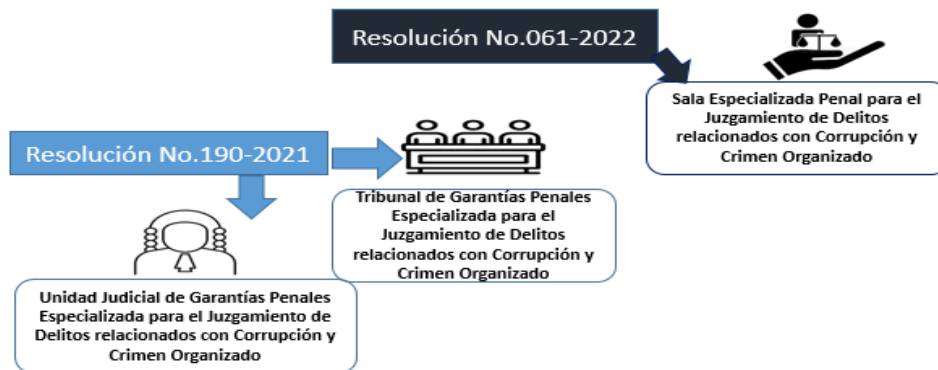 Resolución No.061-2022
Sala Especializada Penal para el
Juzgamiento de Delitos
relacionados con Corrupción y
Crimen Organizado
Resolución No.190-2021
Tribunal de Garantías Penales
Especializada para el
Juzgamiento de Delitos
relacionados con Corrupción y
Crimen Organizado
Unidad Judicial de Garantías Penales
Especializada para el Juzgamiento de
Delitos relacionados con Corrupción y
Crimen Organizado